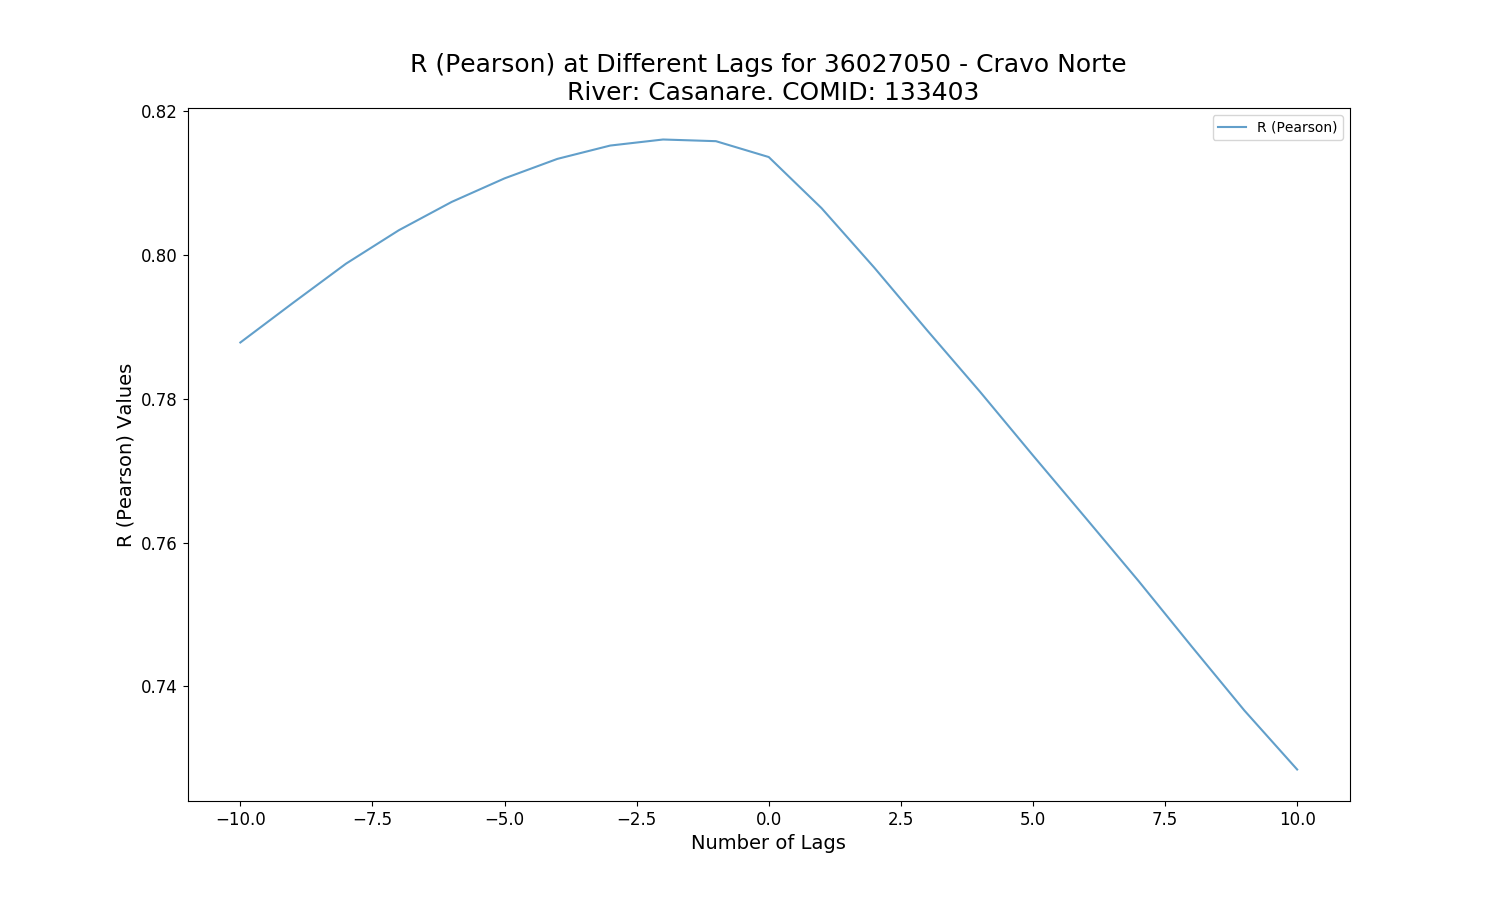 R (Pearson) at Different Lags for 36027050 - Cravo Norte
River: Casanare. COMID: 133403
R (Pearson)
0.82
0.80
0.78
0.76
0.74
R (Pearson) Values
−10.0
−7.5
−5.0
−2.5
0.0
2.5
5.0
7.5
10.0
Number of Lags